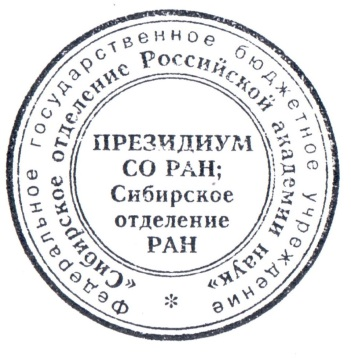 Федеральное государственное бюджетное учреждение
«Сибирское отделение Российской академии наук»
*
ПРЕЗИДИУМ
СО РАН;
Сибирское
отделение
РАН